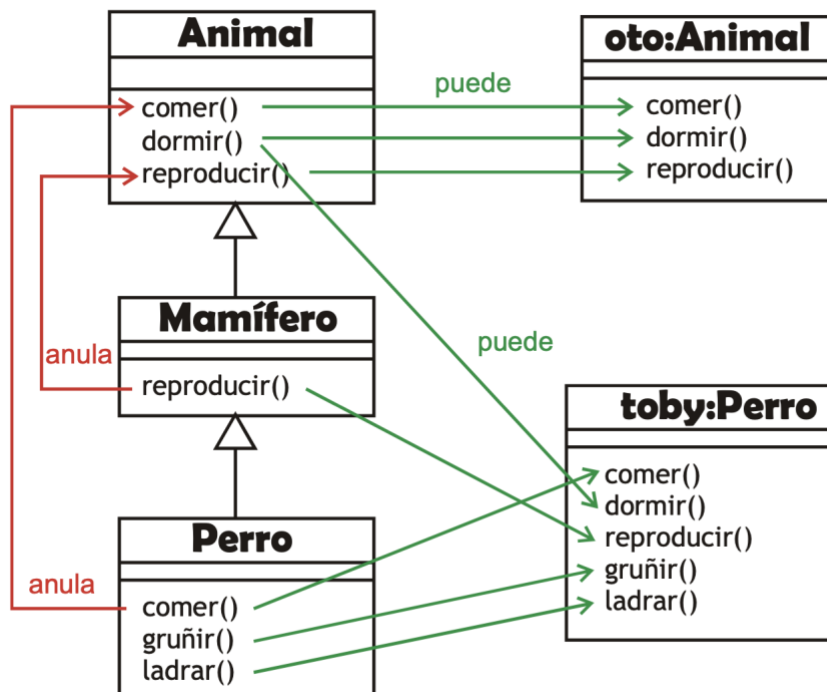 Animal
comer()
dormir()
reproducir()
puede
oto:Animal
comer()
dormir()
reproducir()
Mamífero
reproducir()
anula
puede
toby:Perro
comer()
dormir()
reproducir()
gruñir()
ladrar()
Perro
comer()
gruñir()
ladrar()
anula